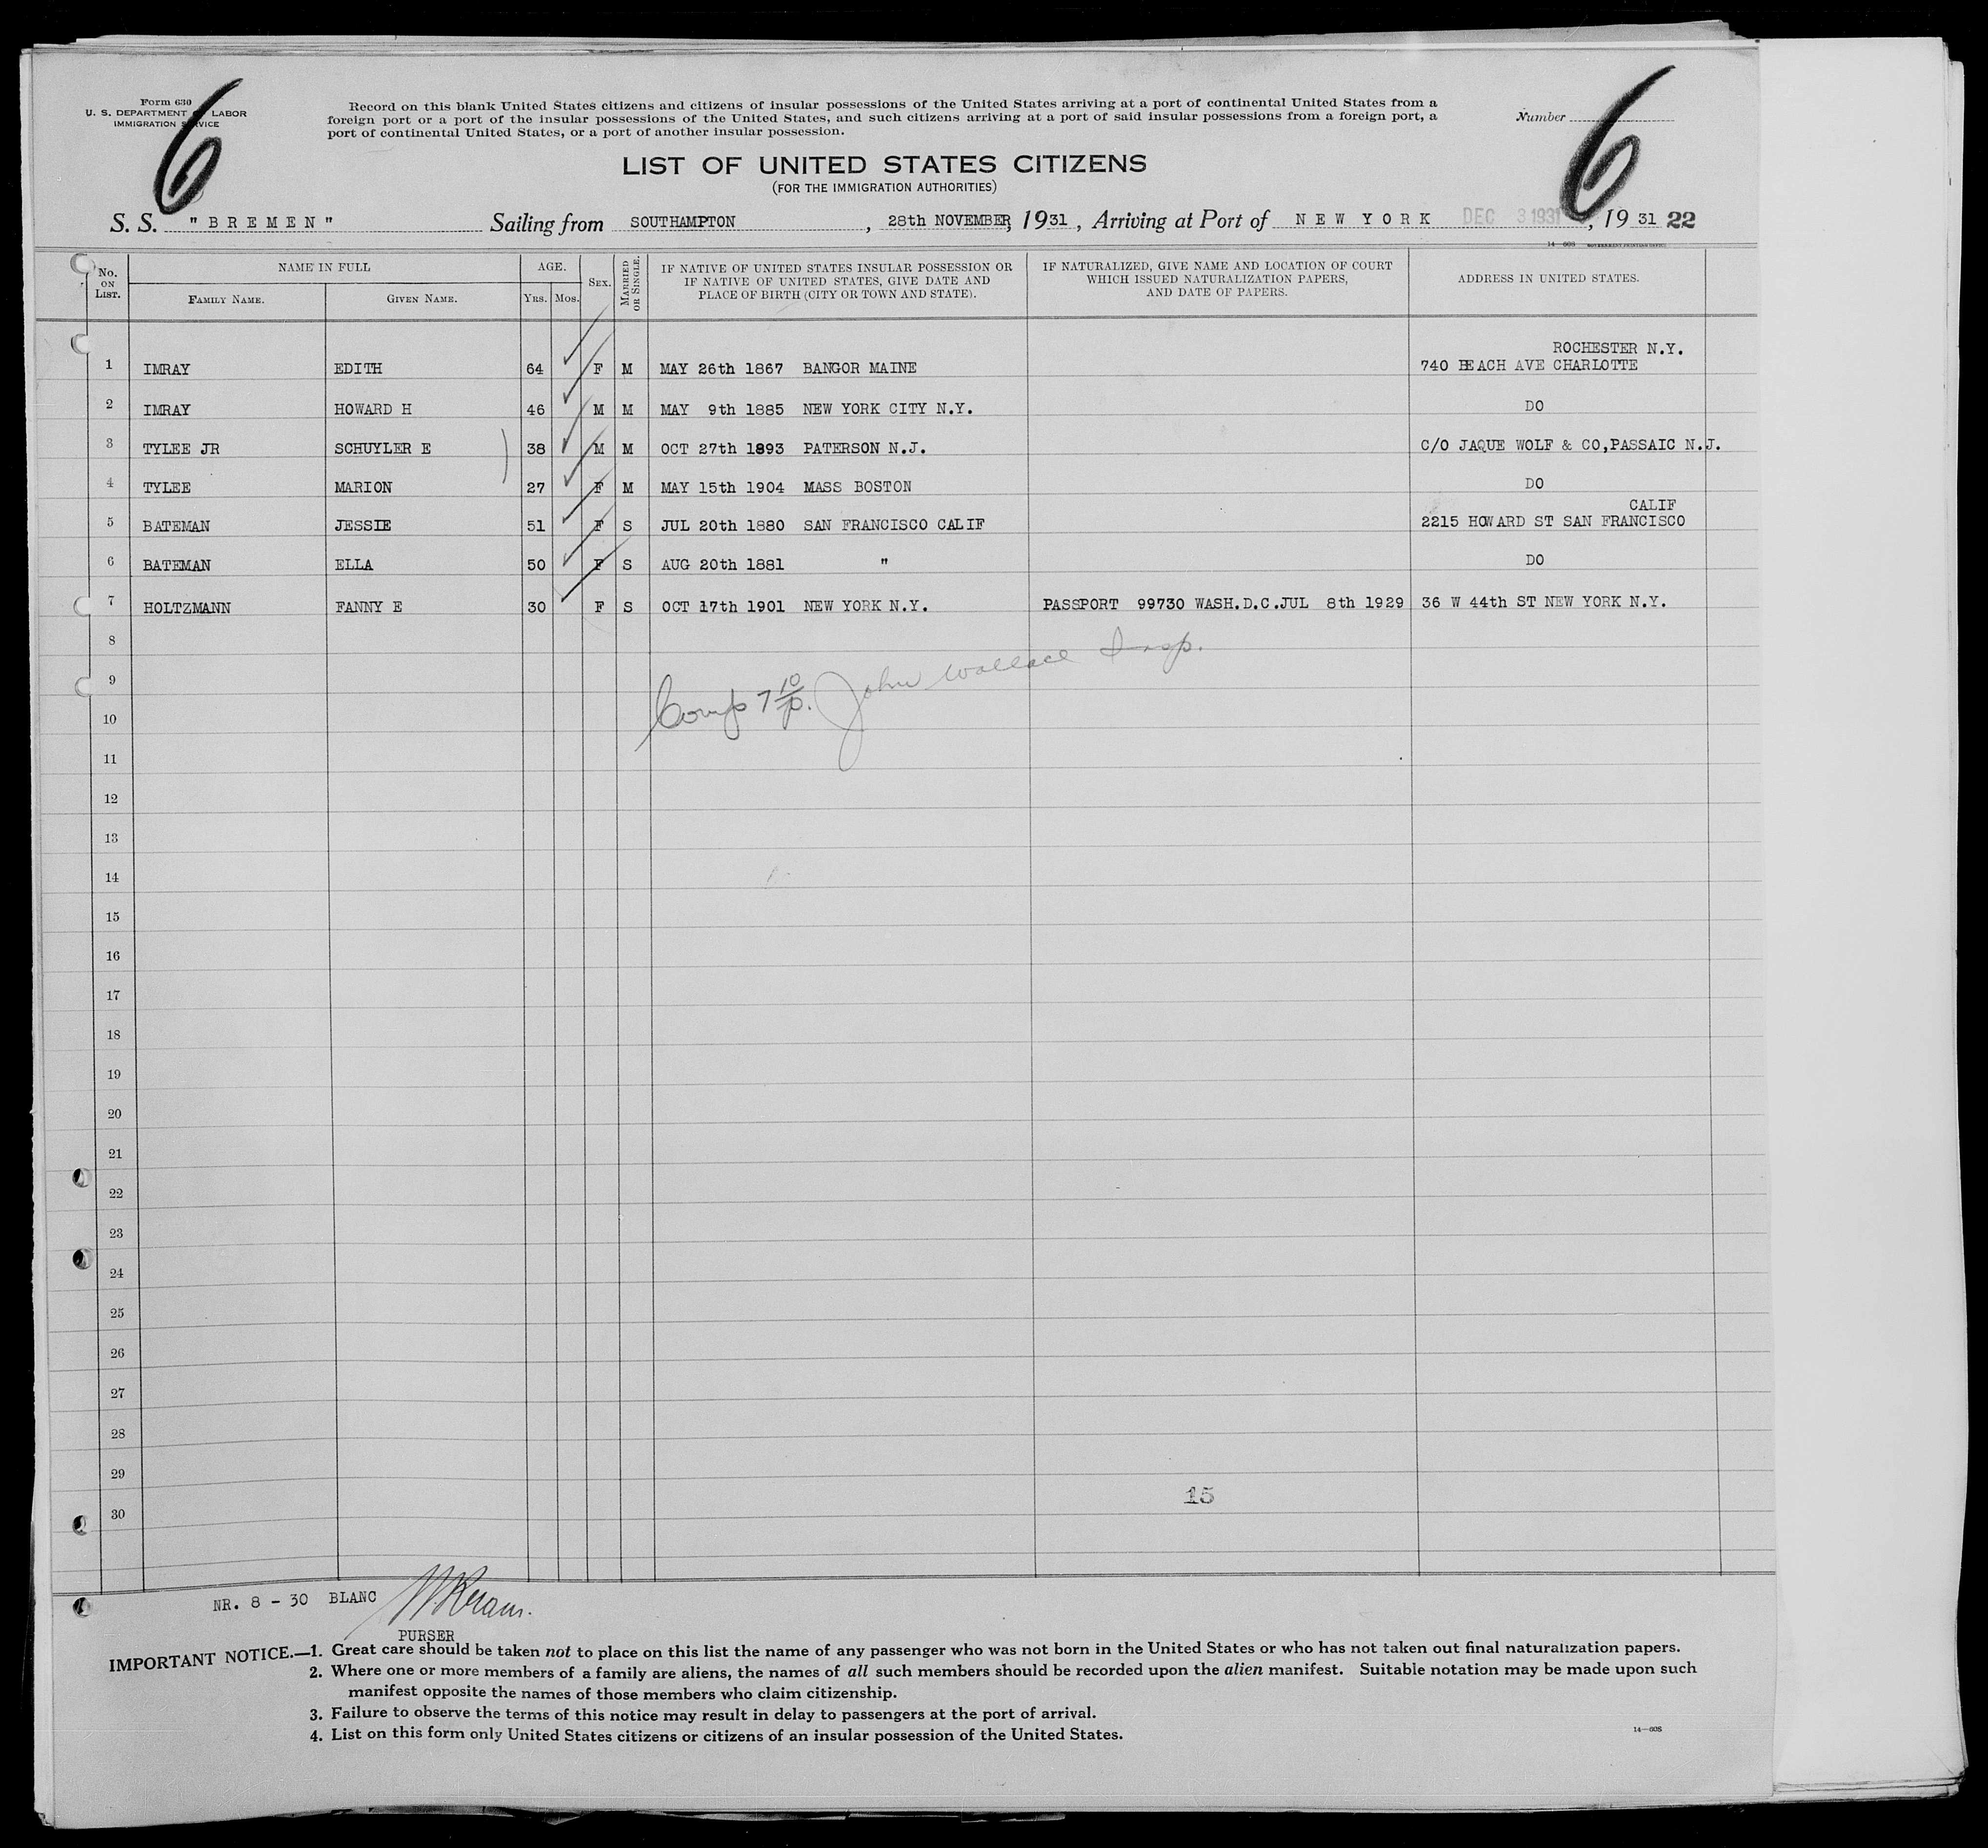 Form 630
U. S. DEPARTMENT OF LABOR
IMMIGRATION SERVICE
6
Record on this blank United States citizens and citizens of insular possessions of the United States arriving at a port of continental United States from a
foreign port or a port of the insular possessions of the United States, and such citizens arriving at a port of said insular possessions from a foreign port, a
port of continental United States, or a port of another insular possession.
Number
6
LIST OF UNITED STATES CITIZENS
(FOR THE IMMIGRATION AUTHORITIES)
S. S. "BREMEN" Sailing from SOUTHAMPTON, 28th NOVEMBER, 1931, Arriving at Port of NEW YORK DEC 3 1931, 19 31 22
14—608 GOVERNMENT PRINTING OFFICE
No. ON LIST. NAME IN FULL FAMILY NAME. GIVEN NAME. AGE. YRS. MOS. SEX. MARRIED OR SINGLE. IF NATIVE OF UNITED STATES INSULAR POSSESSION OR IF NATIVE OF UNITED STATES, GIVE DATE AND PLACE OF BIRTH (CITY OR TOWN AND STATE). IF NATURALIZED, GIVE NAME AND LOCATION OF COURT WHICH ISSUED NATURALIZATION PAPERS, AND DATE OF PAPERS. ADDRESS IN UNITED STATES.
ROCHESTER N.Y.
1 IMRAY EDITH 64 F M MAY 26th 1867 BANGOR MAINE 740 BEACH AVE CHARLOTTE
2 IMRAY HOWARD H 46 M M MAY 9th 1885 NEW YORK CITY N.Y. DO
3 TYLEE JR SCHUYLER E ) 38 M M OCT 27th 1893 PATERSON N.J. C/O JAQUE WOLF & CO,PASSAIC N.J.
4 TYLEE MARION 27 F M MAY 15th 1904 MASS BOSTON DO
CALIF
5 BATEMAN JESSIE 51 F S JUL 20th 1880 SAN FRANCISCO CALIF 2215 HOWARD ST SAN FRANCISCO
6 BATEMAN ELLA 50 F S AUG 20th 1881 " DO
7 HOLTZMANN FANNY E 30 F S OCT 17th 1901 NEW YORK N.Y. PASSPORT 99730 WASH.D.C.JUL 8th 1929 36 W 44th ST NEW YORK N.Y.
8
9
Comp 7 10/p. John Wallace Insp.
10
11
12
13
14
15
16
17
18
19
20
21
22
23
24
25
26
27
28
29
15
30
NR. 8 - 30 BLANC
PURSER
IMPORTANT NOTICE.—1. Great care should be taken not to place on this list the name of any passenger who was not born in the United States or who has not taken out final naturalization papers.
2. Where one or more members of a family are aliens, the names of all such members should be recorded upon the alien manifest. Suitable notation may be made upon such
manifest opposite the names of those members who claim citizenship.
3. Failure to observe the terms of this notice may result in delay to passengers at the port of arrival.
4. List on this form only United States citizens or citizens of an insular possession of the United States.
14—608